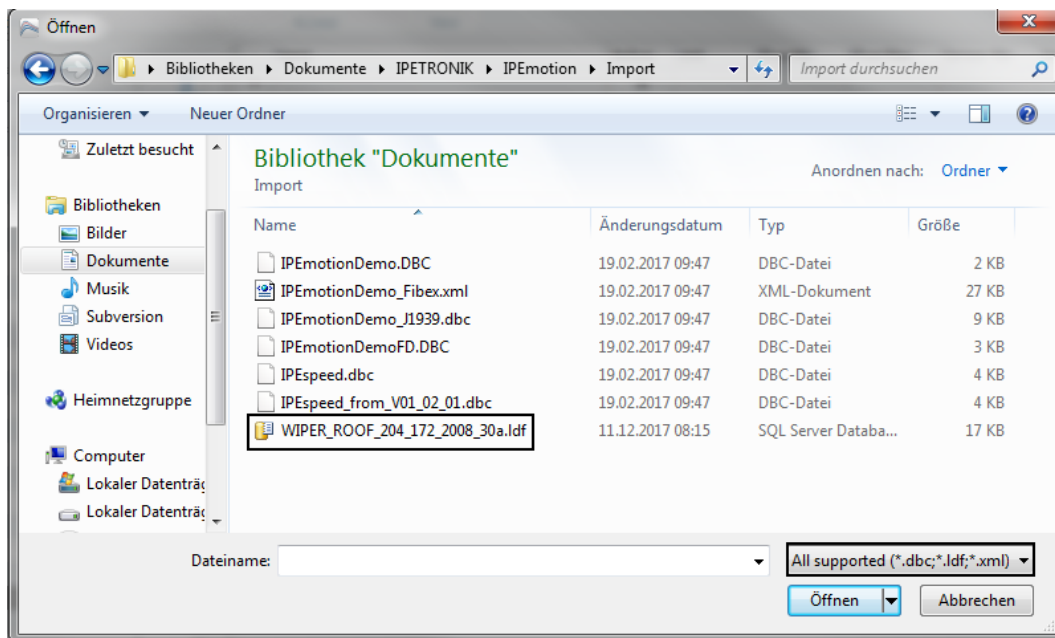 Öffnen
Bibliotheken Dokumente IPETRONIK IPEmotion Import Import durchsuchen
Organisieren Neuer Ordner
Zuletzt besucht
Bibliotheken
Bilder
Dokumente
Musik
Subversion
Videos
Heimnetzgruppe
Computer
Lokaler Datenträg
Lokaler Datenträg
Bibliothek "Dokumente"
Import
Anordnen nach: Ordner
Name Änderungsdatum Typ Größe
IPEmotionDemo.DBC 19.02.2017 09:47 DBC-Datei 2 KB
IPEmotionDemo_Fibex.xml 19.02.2017 09:47 XML-Dokument 27 KB
IPEmotionDemo_J1939.dbc 19.02.2017 09:47 DBC-Datei 9 KB
IPEmotionDemoFD.DBC 19.02.2017 09:47 DBC-Datei 3 KB
IPEspeed.dbc 19.02.2017 09:47 DBC-Datei 4 KB
IPEspeed_from_V01_02_01.dbc 19.02.2017 09:47 DBC-Datei 4 KB
WIPER_ROOF_204_172_2008_30a.ldf 11.12.2017 08:15 SQL Server Databa... 17 KB
Dateiname: All supported (*.dbc;*.ldf;*.xml)
Öffnen Abbrechen